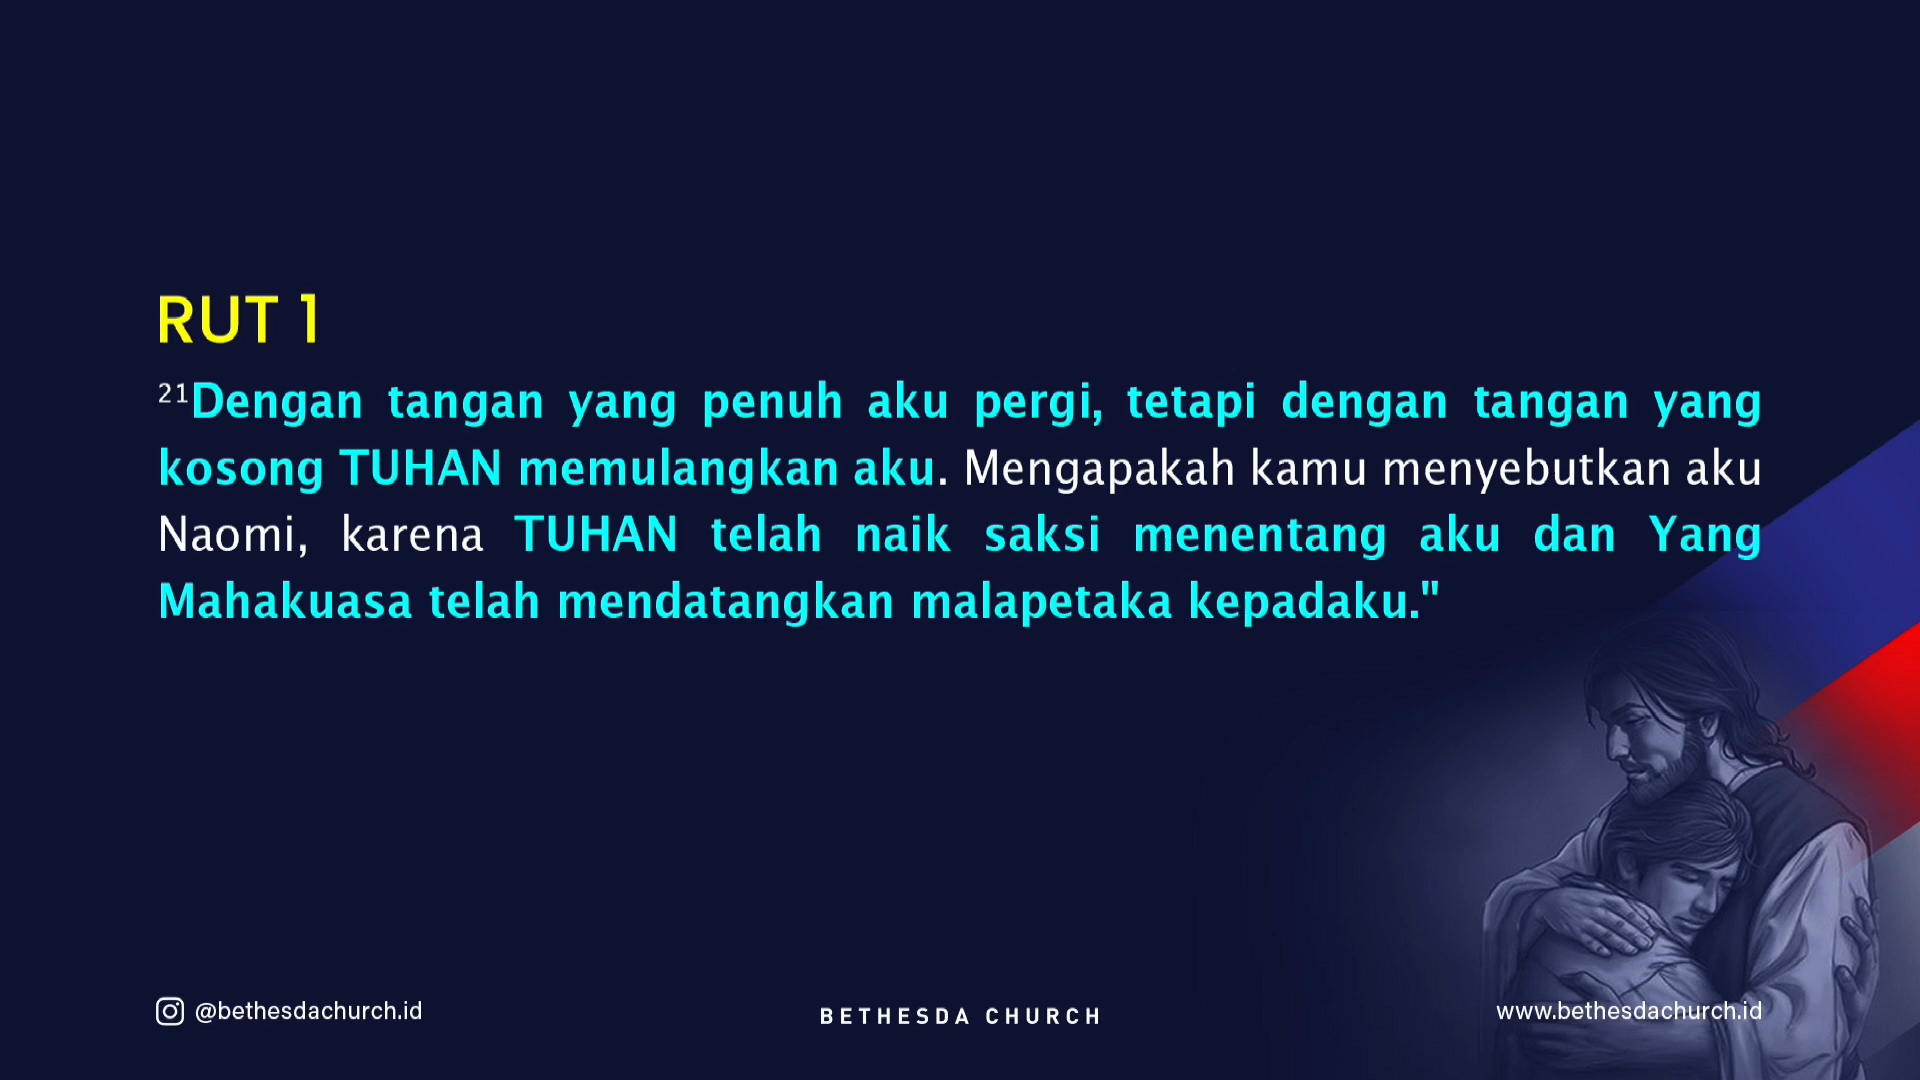 RUT 1
21Dengan tangan yang penuh aku pergi, tetapi dengan tangan yang
kosong TUHAN memulangkan aku. Mengapakah kamu menyebutkan aku
Naomi, karena TUHAN telah naik saksi menentang aku dan Yang
Mahakuasa telah mendatangkan malapetaka kepadaku."
@bethesdachurch.id
BETHESDA CHURCH
www.bethesdachurch.id